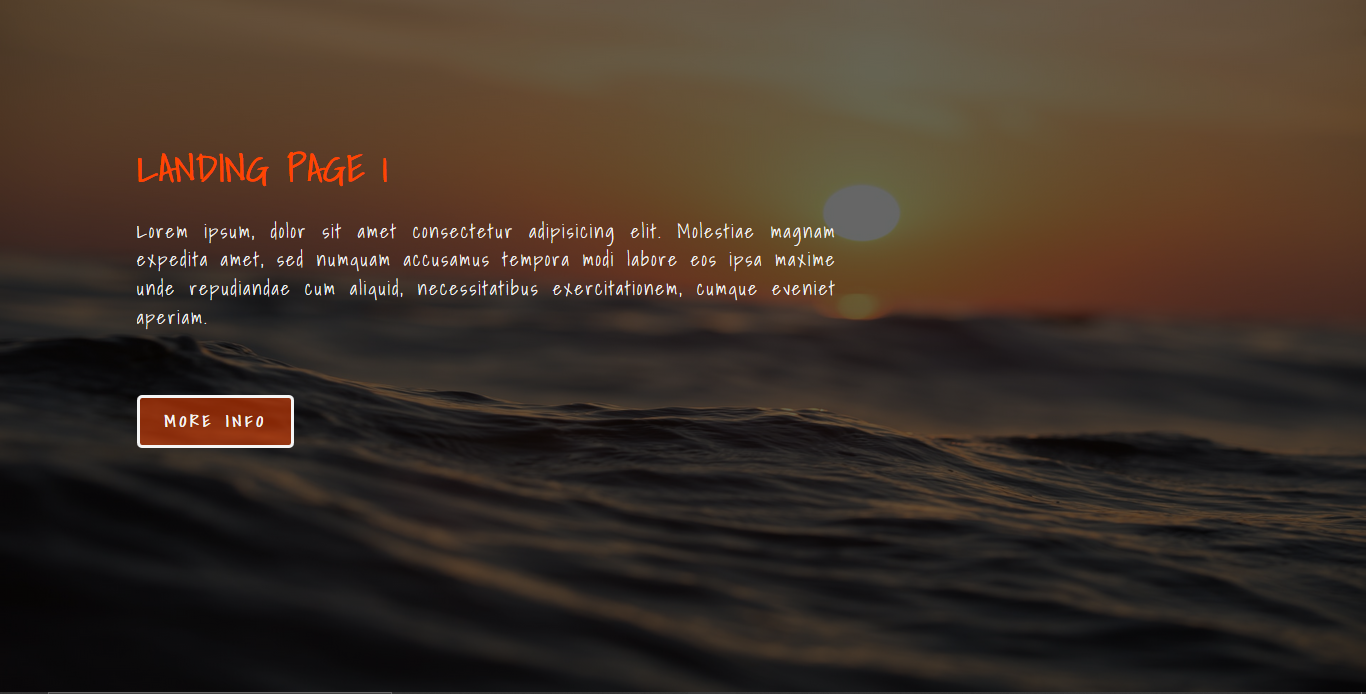 LANDING PAGE 1
Lorem ipsum, dolor sit amet consectetur adipisicing elit. Molestiae magnam
expedita amet, sed numquam accusamus tempora modi labore eos ipsa maxime
unde repudiandae cum aliquid, necessitatibus exercitationem, cumque eveniet
aperiam.
MORE INFO